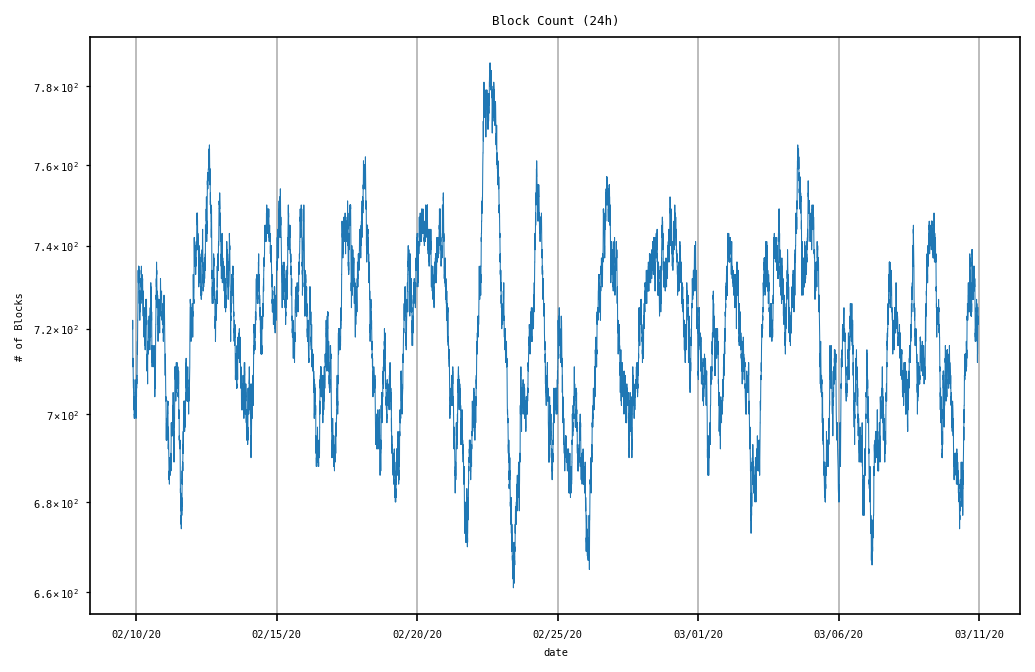 Block Count (24h)
# of Blocks
7.8×10²
7.6×10²
7.4×10²
7.2×10²
7×10²
6.8×10²
6.6×10²
02/10/20 02/15/20 02/20/20 02/25/20 03/01/20 03/06/20 03/11/20
date